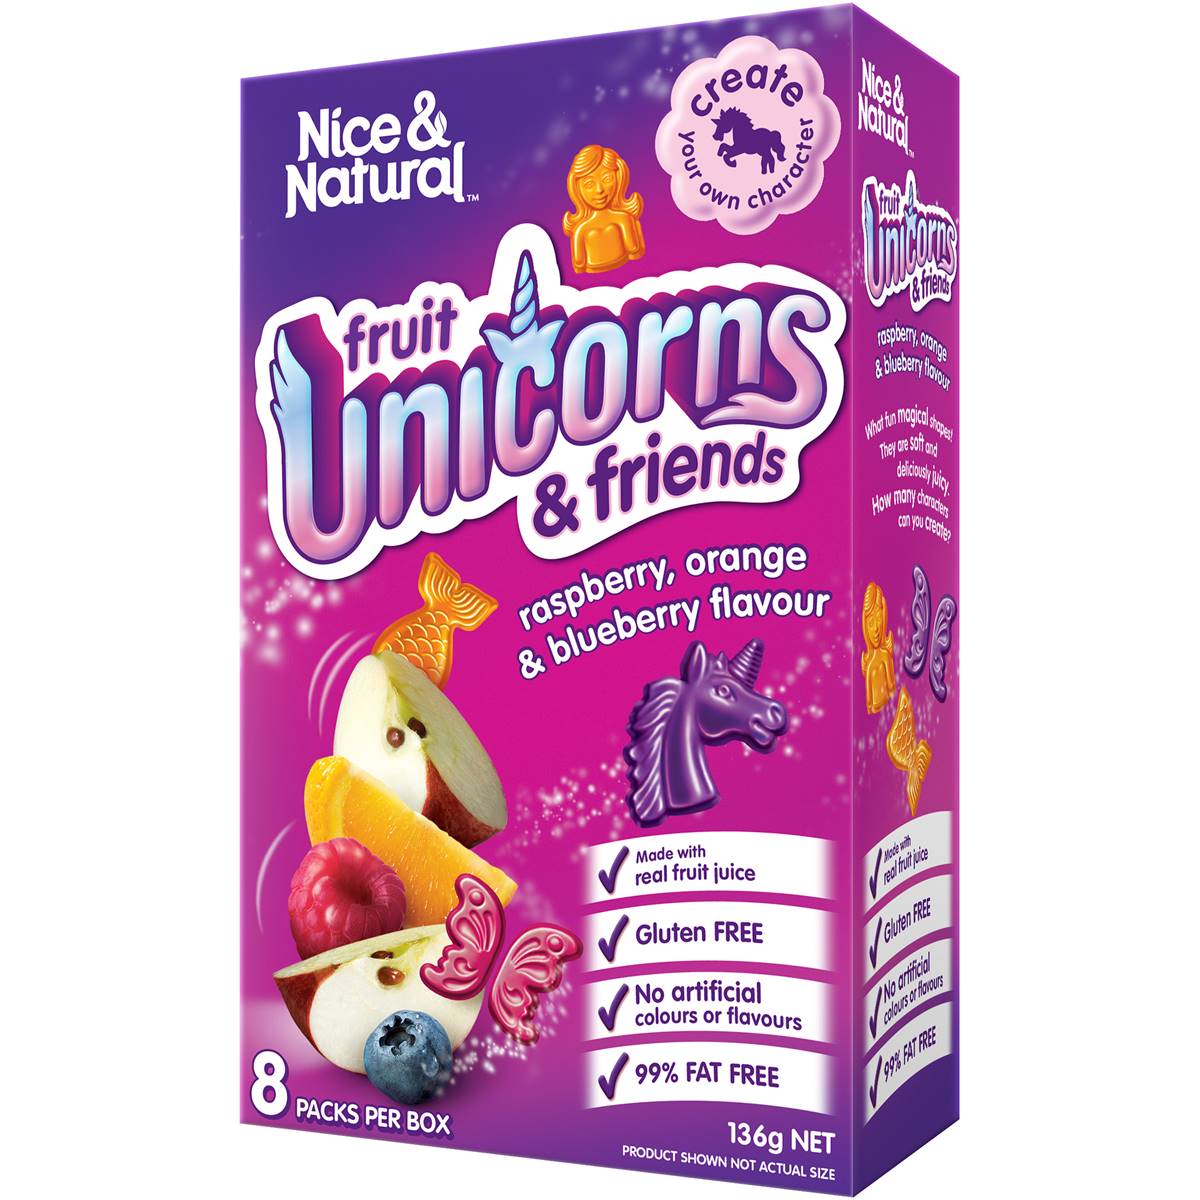 Nice &
Natural™
create
your own character
fruit
Unicorns
& friends
raspberry, orange
& blueberry flavour
Made with
real fruit juice
Gluten FREE
No artificial
colours or flavours
99% FAT FREE
8 PACKS PER BOX
136g NET
PRODUCT SHOWN NOT ACTUAL SIZE
Nice &
Natural™
fruit
Unicorns
& friends
raspberry, orange
& blueberry flavour
What fun magical shapes!
They are soft and
deliciously juicy.
How many characters
can you create?
Made with
real fruit juice
Gluten FREE
No artificial
colours or flavours
99% FAT FREE